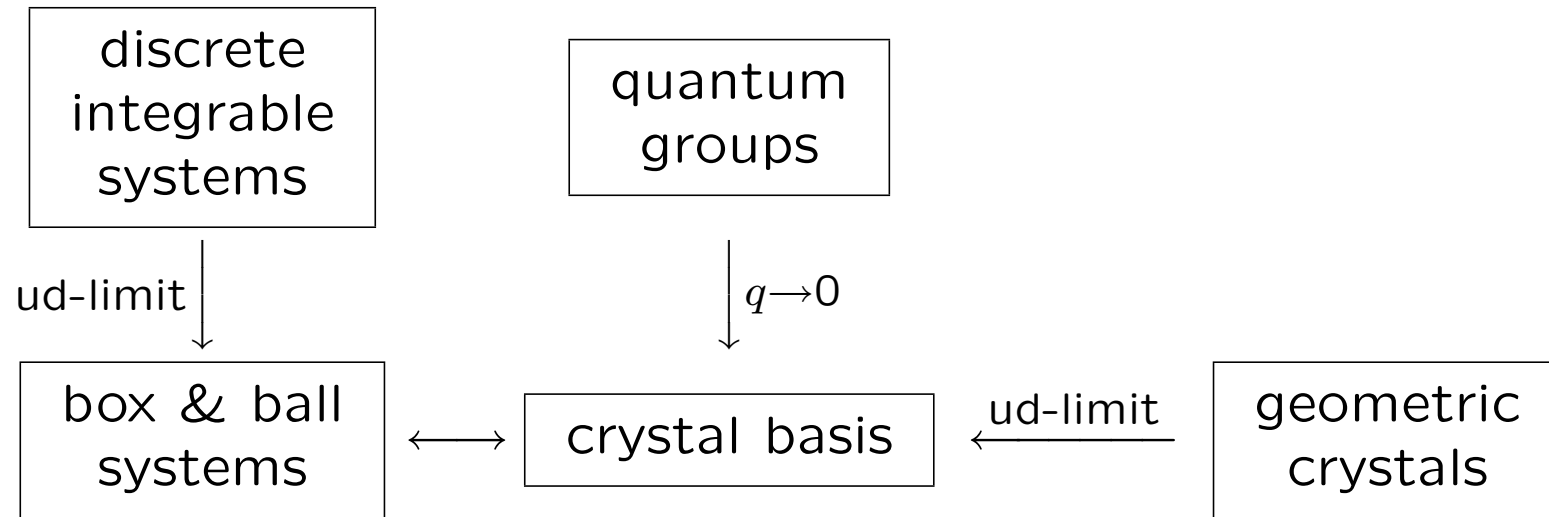 discrete
integrable
systems
quantum
groups
ud-limit
q→0
box & ball
systems
crystal basis
ud-limit
geometric
crystals